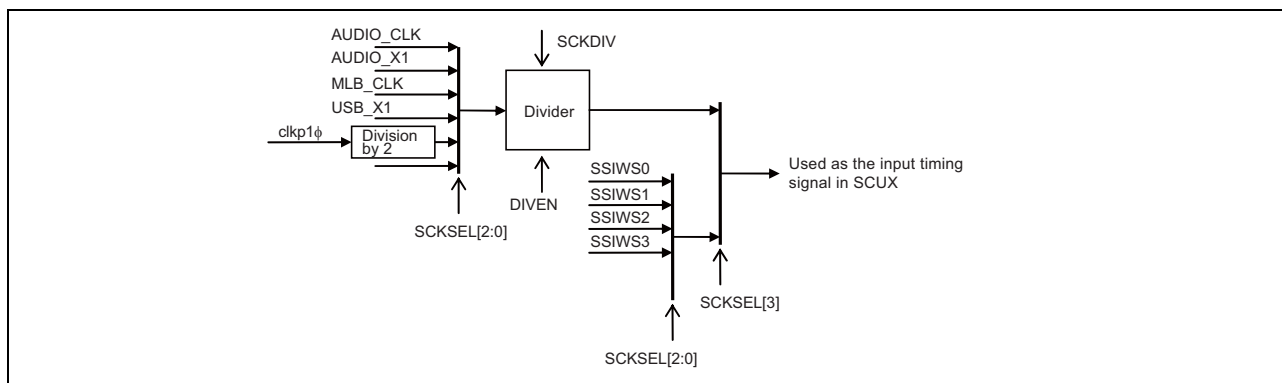 AUDIO_CLK
SCKDIV
AUDIO_X1
MLB_CLK
Divider
USB_X1
clkp1ϕ
Division
by 2
Used as the input timing
signal in SCUX
SSIWS0
DIVEN
SSIWS1
SCKSEL[2:0]
SSIWS2
SSIWS3
SCKSEL[3]
SCKSEL[2:0]